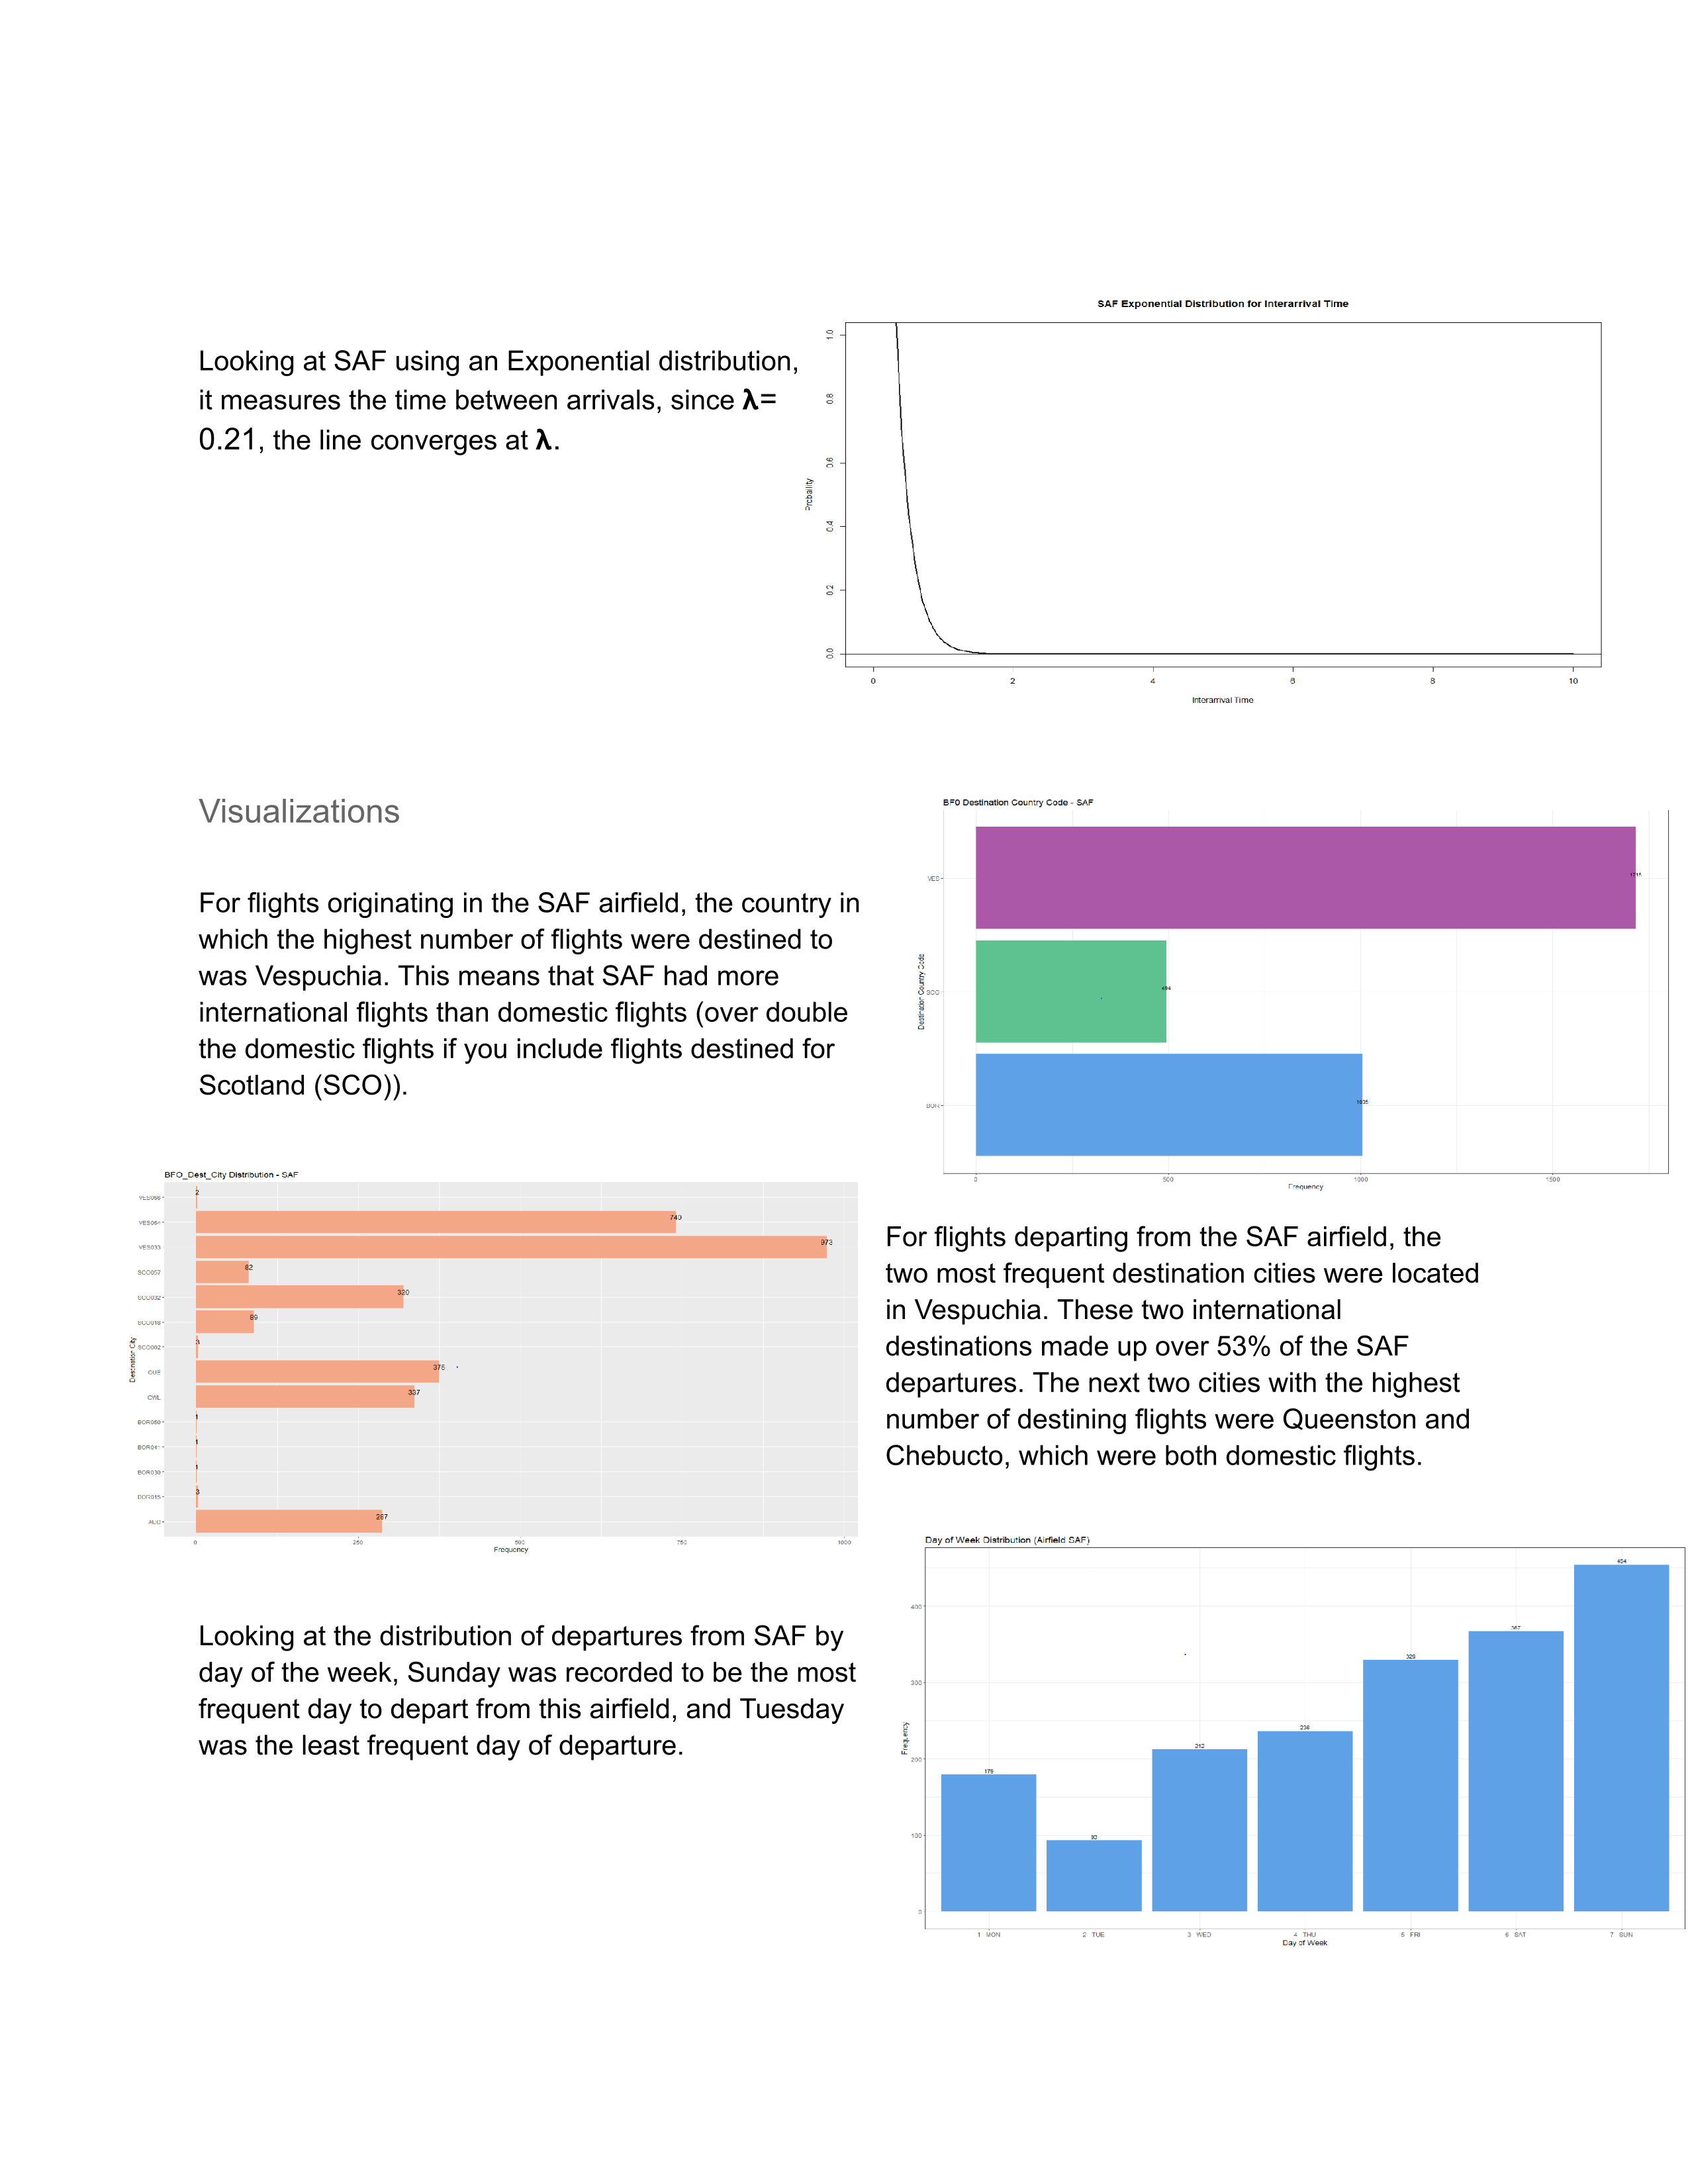 SAF Exponential Distribution for Interarrival Time
Looking at SAF using an Exponential distribution,
it measures the time between arrivals, since λ=
0.21, the line converges at λ.
1.0
0.8
0.6
0.4
0.2
0.0
Probaility
0 2 4 6 8 10
Interarrival Time
Visualizations
For flights originating in the SAF airfield, the country in
which the highest number of flights were destined to
was Vespuchia. This means that SAF had more
international flights than domestic flights (over double
the domestic flights if you include flights destined for
Scotland (SCO)).
BF0 Destination Country Code - SAF
VES
1715
SCO
494
1005
Destination Country Code
0 500 1000 1500
Frequency
BFO_Dest_City Distribution - SAF
VES066
2
VES064
740
VES033
973
SCO057
82
SCO032
320
SCO018
89
SCO002
3
QUE
375
CWL
337
1
BOR041
1
BOR030
1
BOR015
3
287
Destination City
0 250 500 750 1000
Frequency
For flights departing from the SAF airfield, the
two most frequent destination cities were located
in Vespuchia. These two international
destinations made up over 53% of the SAF
departures. The next two cities with the highest
number of destining flights were Queenston and
Chebucto, which were both domestic flights.
Looking at the distribution of departures from SAF by
day of the week, Sunday was recorded to be the most
frequent day to depart from this airfield, and Tuesday
was the least frequent day of departure.
Day of Week Distribution (Airfield SAF)
400
300
200
100
0
Frequency
179 93 212 236 329 367 454
1 MON 2 TUE 3 WED 4 THU 5 FRI 6 SAT 7 SUN
Day of Week